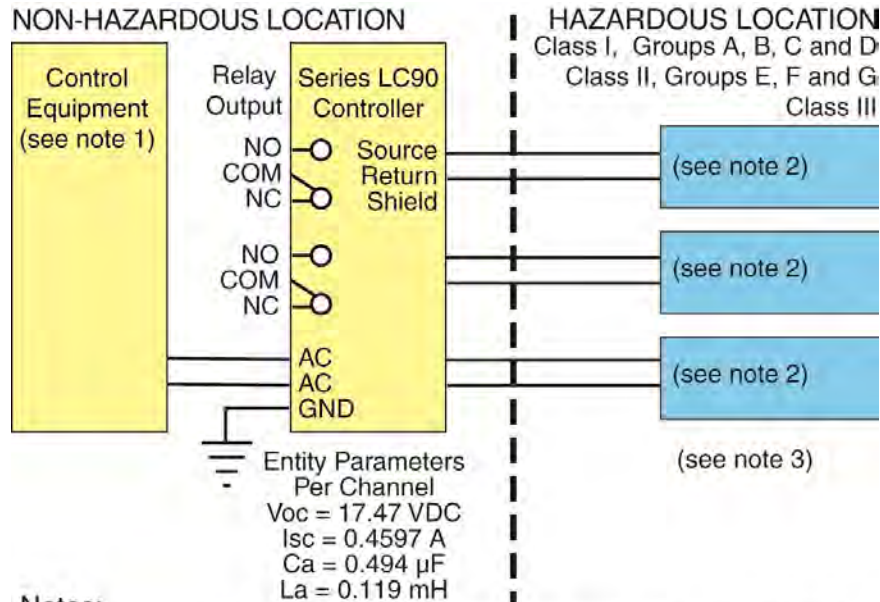 NON-HAZARDOUS LOCATION
HAZARDOUS LOCATION
Class I, Groups A, B, C and D
Class II, Groups E, F and G
Class III
Control
Equipment
(see note 1)
Relay
Output
Series LC90
Controller
NO
COM
NC
Source
Return
Shield
NO
COM
NC
AC
AC
GND
(see note 2)
(see note 2)
(see note 2)
(see note 3)
Entity Parameters
Per Channel
Voc = 17.47 VDC
Isc = 0.4597 A
Ca = 0.494 µF
La = 0.119 mH
Notes: